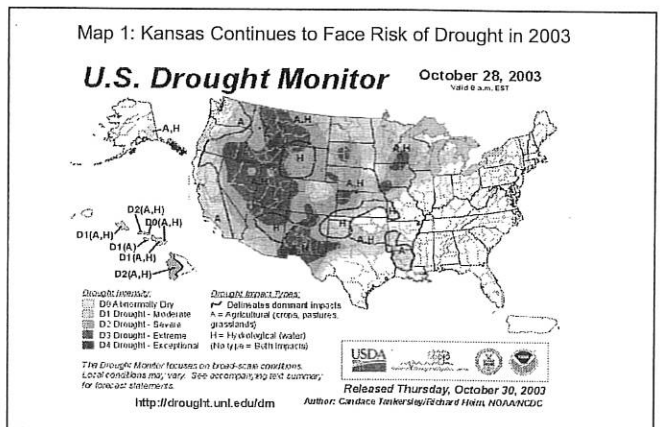 Map 1: Kansas Continues to Face Risk of Drought in 2003
U.S. Drought Monitor
October 28, 2003
Valid 8 a.m. EST
A,H
A
A,H
A,H
H
A,H
A
H
H
A,H
A
D2(A,H)
D0(A,H)
D1(A,H)
D1(A)
D1(A,H)
D2(A,H)
Drought Intensity:
D0 Abnormally Dry
D1 Drought - Moderate
D2 Drought - Severe
D3 Drought - Extreme
D4 Drought - Exceptional
Drought Impact Types:
Delineates dominant impacts
A = Agricultural (crops, pastures,
grasslands)
H = Hydrological (water)
(No type = Both impacts)
The Drought Monitor focuses on broad-scale conditions.
Local conditions may vary. See accompanying text summary
for forecast statements.
http://drought.unl.edu/dm
USDA
Released Thursday, October 30, 2003
Author: Candace Tankersley/Richard Heim, NOAA/NCDC